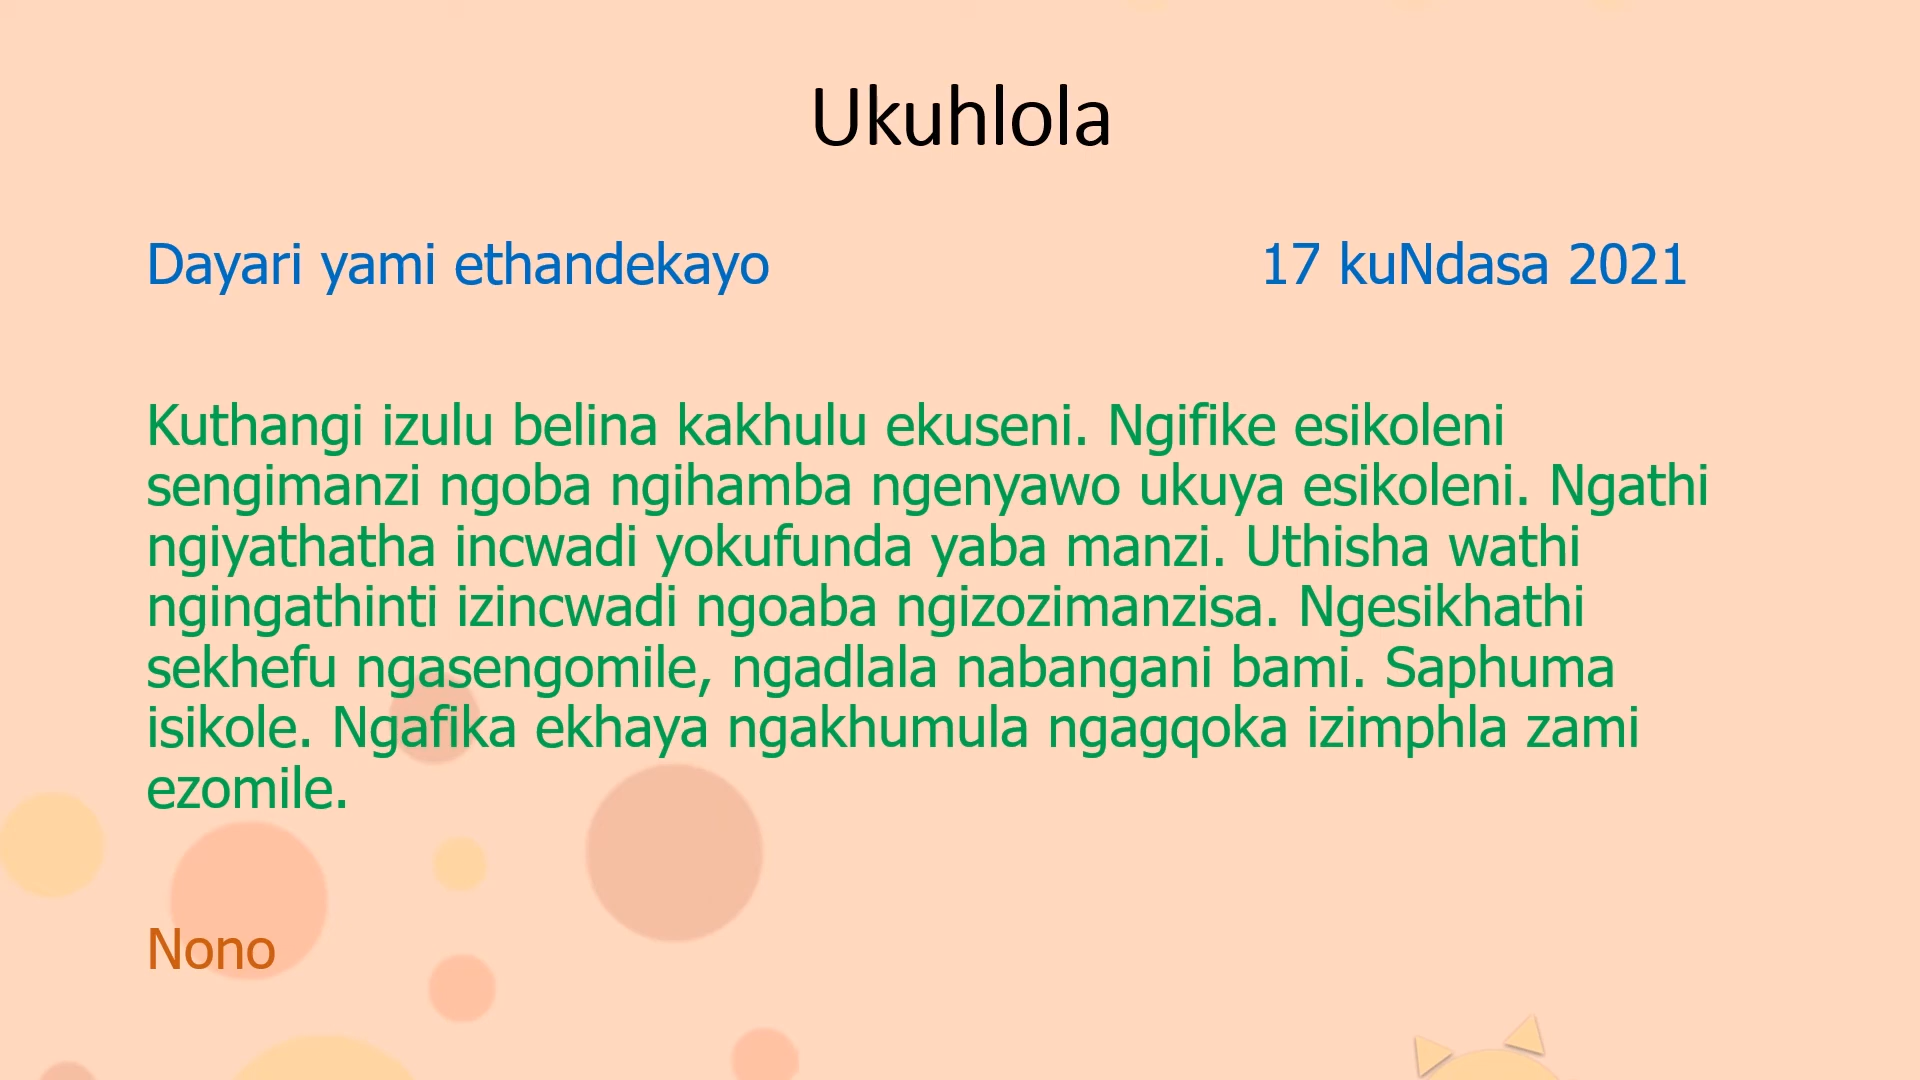 Ukuhlola
Dayari yami ethandekayo 17 kuNdasa 2021
Kuthangi izulu belina kakhulu ekuseni. Ngifike esikoleni
sengimanzi ngoba ngihamba ngenyawo ukuya esikoleni. Ngathi
ngiyathatha incwadi yokufunda yaba manzi. Uthisha wathi
ngingathinti izincwadi ngoaba ngizozimanzisa. Ngesikhathi
sekhefu ngasengomile, ngadlala nabangani bami. Saphuma
isikole. Ngafika ekhaya ngakhumula ngagqoka izimphla zami
ezomile.
Nono